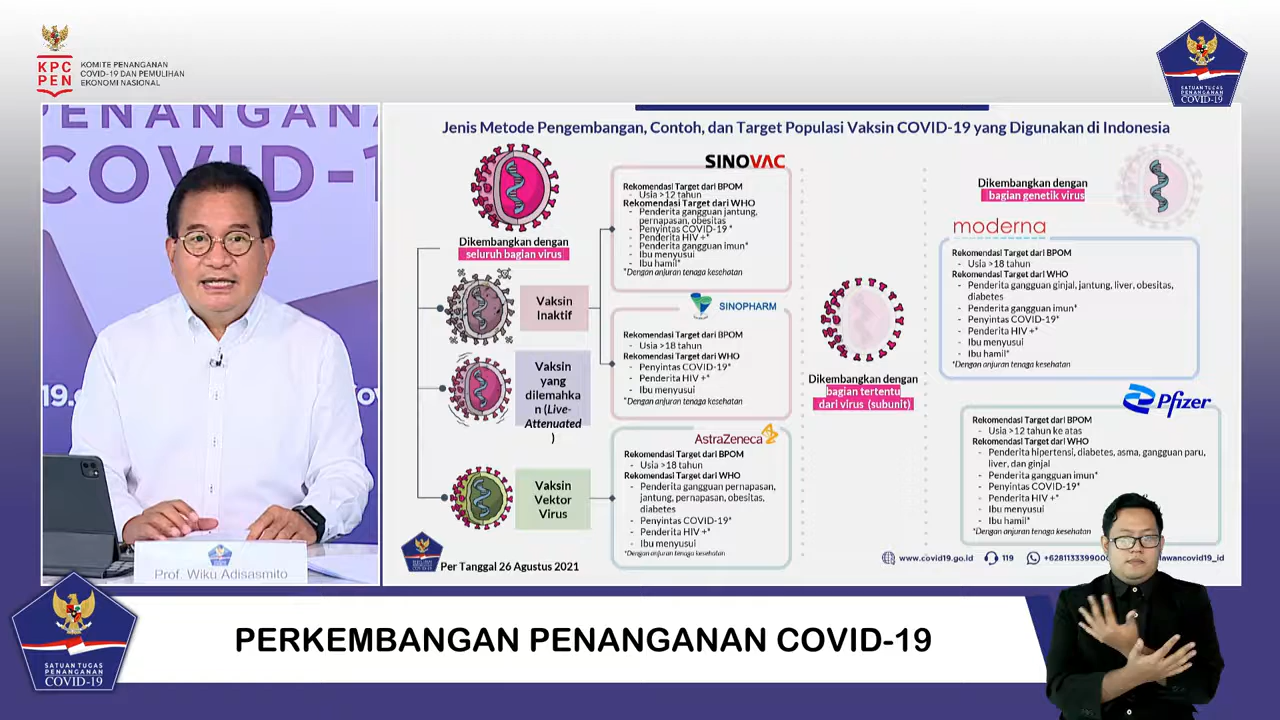 KPC
PEN
KOMITE PENANGANAN
COVID-19 DAN PEMULIHAN
EKONOMI NASIONAL
SATUAN TUGAS
PENANGANAN
COVID-19
PENANGANAN
COVID-1
19.
Prof. Wiku Adisasmito
Jenis Metode Pengembangan, Contoh, dan Target Populasi Vaksin COVID-19 yang Digunakan di Indonesia
Dikembangkan dengan
seluruh bagian virus
Vaksin
Inaktif
Vaksin
yang
dilemahka
n (Live-
Attenuated
)
Vaksin
Vektor
Virus
SINOVAC
Rekomendasi Target dari BPOM
- Usia >12 tahun
Rekomendasi Target dari WHO
- Penderita gangguan jantung,
pernapasan, obesitas
- Penyintas COVID-19 *
- Penderita HIV +*
- Penderita gangguan imun*
- Ibu menyusui
- Ibu hamil*
*Dengan anjuran tenaga kesehatan
SINOPHARM
Rekomendasi Target dari BPOM
- Usia >18 tahun
Rekomendasi Target dari WHO
- Penyintas COVID-19*
- Penderita HIV +*
- Ibu menyusui
*Dengan anjuran tenaga kesehatan
AstraZeneca
Rekomendasi Target dari BPOM
- Usia >18 tahun
Rekomendasi Target dari WHO
- Penderita gangguan pernapasan,
jantung, pernapasan, obesitas,
diabetes
- Penyintas COVID-19*
- Penderita HIV +*
- Ibu menyusui
*Dengan anjuran tenaga kesehatan
Dikembangkan dengan
bagian tertentu
dari virus (subunit)
Dikembangkan dengan
bagian genetik virus
moderna
Rekomendasi Target dari BPOM
- Usia >18 tahun
Rekomendasi Target dari WHO
- Penderita gangguan ginjal, jantung, liver, obesitas,
diabetes
- Penderita gangguan imun*
- Penyintas COVID-19*
- Penderita HIV +*
- Ibu menyusui
- Ibu hamil*
*Dengan anjuran tenaga kesehatan
Pfizer
Rekomendasi Target dari BPOM
- Usia >12 tahun ke atas
Rekomendasi Target dari WHO
- Penderita hipertensi, diabetes, asma, gangguan paru,
liver, dan ginjal
- Penderita gangguan imun*
- Penyintas COVID-19*
- Penderita HIV +*
- Ibu menyusui
- Ibu hamil*
*Dengan anjuran tenaga kesehatan
Per Tanggal 26 Agustus 2021
www.covid19.go.id
119
+6281133399000
lawancovid19_id
SATUAN TUGAS
PENANGANAN
COVID-19
PERKEMBANGAN PENANGANAN COVID-19